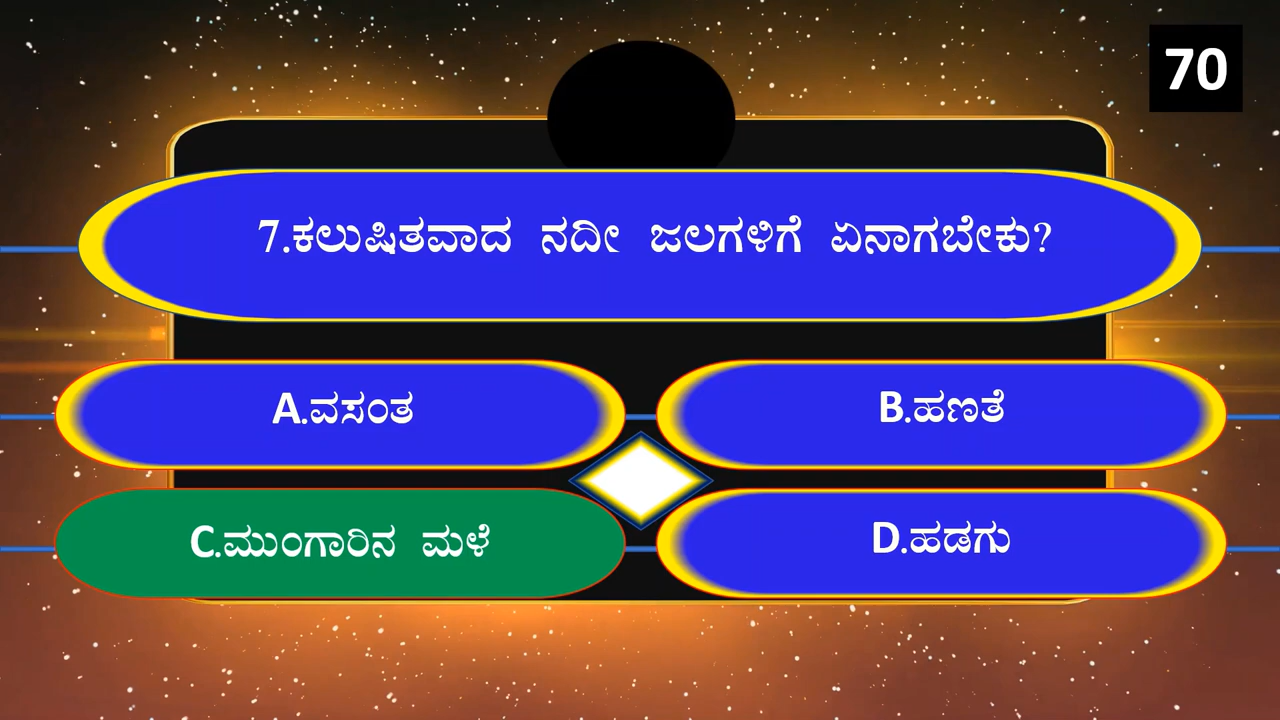 70
7.ಕಲುಷಿತವಾದ ನದೀ ಜಲಗಳಿಗೆ ಏನಾಗಬೇಕು?
A.ವಸಂತ
B.ಹಣತೆ
C.ಮುಂಗಾರಿನ ಮಳೆ
D.ಹಡಗು